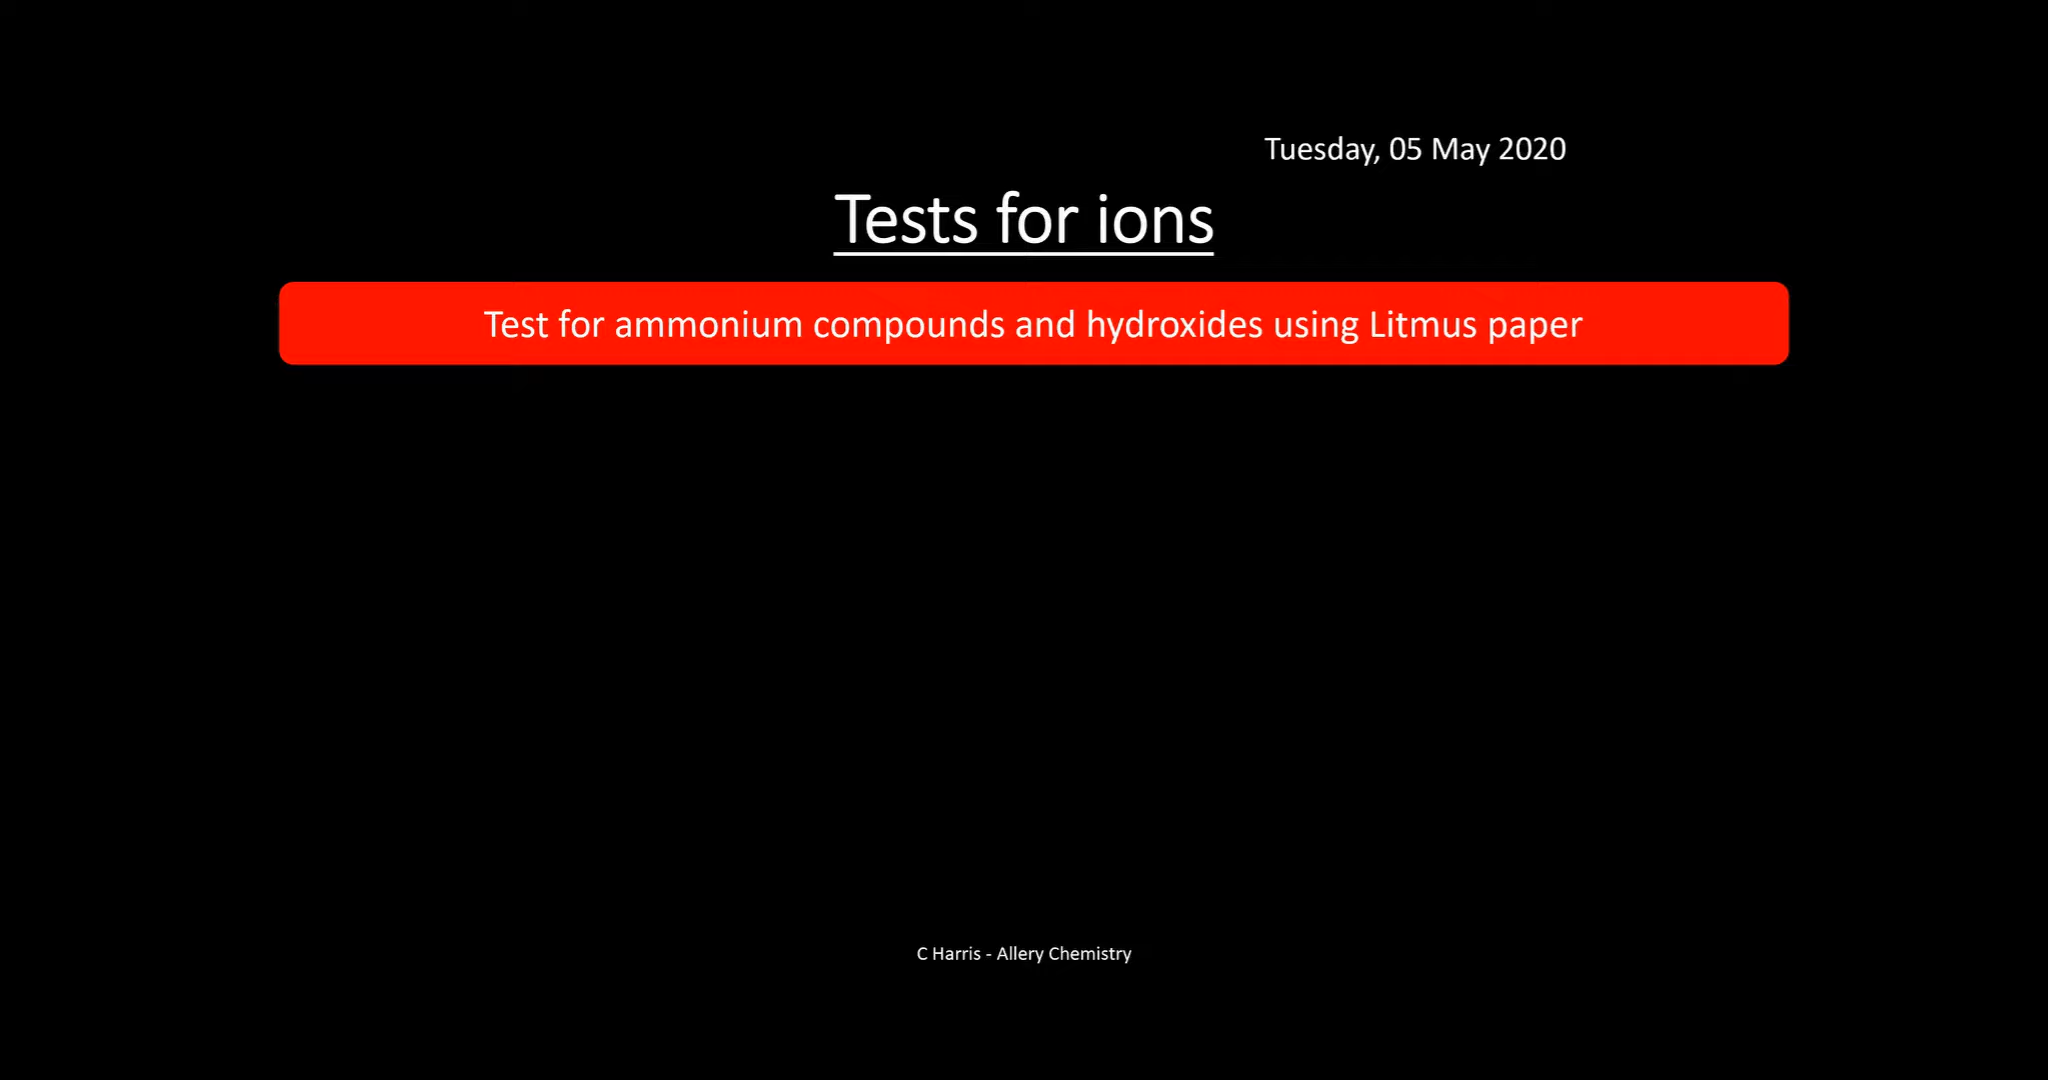 Tuesday, 05 May 2020
Tests for ions
Test for ammonium compounds and hydroxides using Litmus paper
C Harris - Allery Chemistry